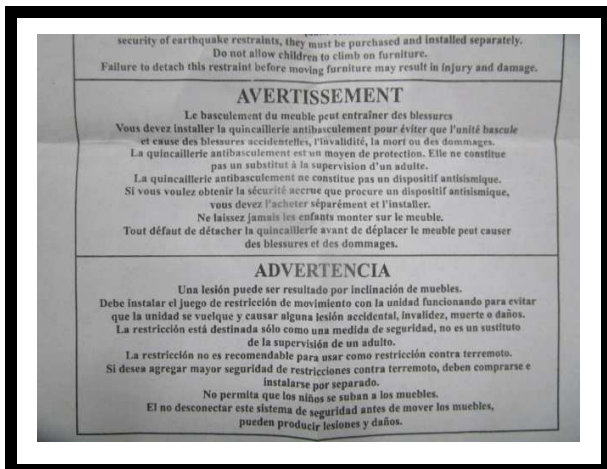 security of earthquake restraints, they must be purchased and installed separately.
Do not allow children to climb on furniture.
Failure to detach this restraint before moving furniture may result in injury and damage.
AVERTISSEMENT
Le basculement du meuble peut entraîner des blessures
Vous devez installer la quincaillerie antibasculement pour éviter que l'unité bascule
et cause des blessures accidentelles, l'invalidité, la mort ou des dommages.
La quincaillerie antibasculement est un moyen de protection. Elle ne constitue
pas un substitut à la supervision d'un adulte.
La quincaillerie antibasculement ne constitue pas un dispositif antisismique.
Si vous voulez obtenir la sécurité accrue que procure un dispositif antisismique,
vous devez l'acheter séparément et l'installer.
Ne laissez jamais les enfants monter sur le meuble.
Tout défaut de détacher la quincaillerie avant de déplacer le meuble peut causer
des blessures et des dommages.
ADVERTENCIA
Una lesión puede ser resultado por inclinación de muebles.
Debe instalar el juego de restricción de movimiento con la unidad funcionando para evitar
que la unidad se vuelque y causar alguna lesión accidental, invalidez, muerte o daños.
La restricción está destinada sólo como una medida de seguridad, no es un sustituto
de la supervisión de un adulto.
La restricción no es recomendable para usar como restricción contra terremoto.
Si desea agregar mayor seguridad de restricciones contra terremoto, deben comprarse e
instalarse por separado.
No permita que los niños se suban a los muebles.
El no desconectar este sistema de seguridad antes de mover los muebles,
pueden producir lesiones y daños.